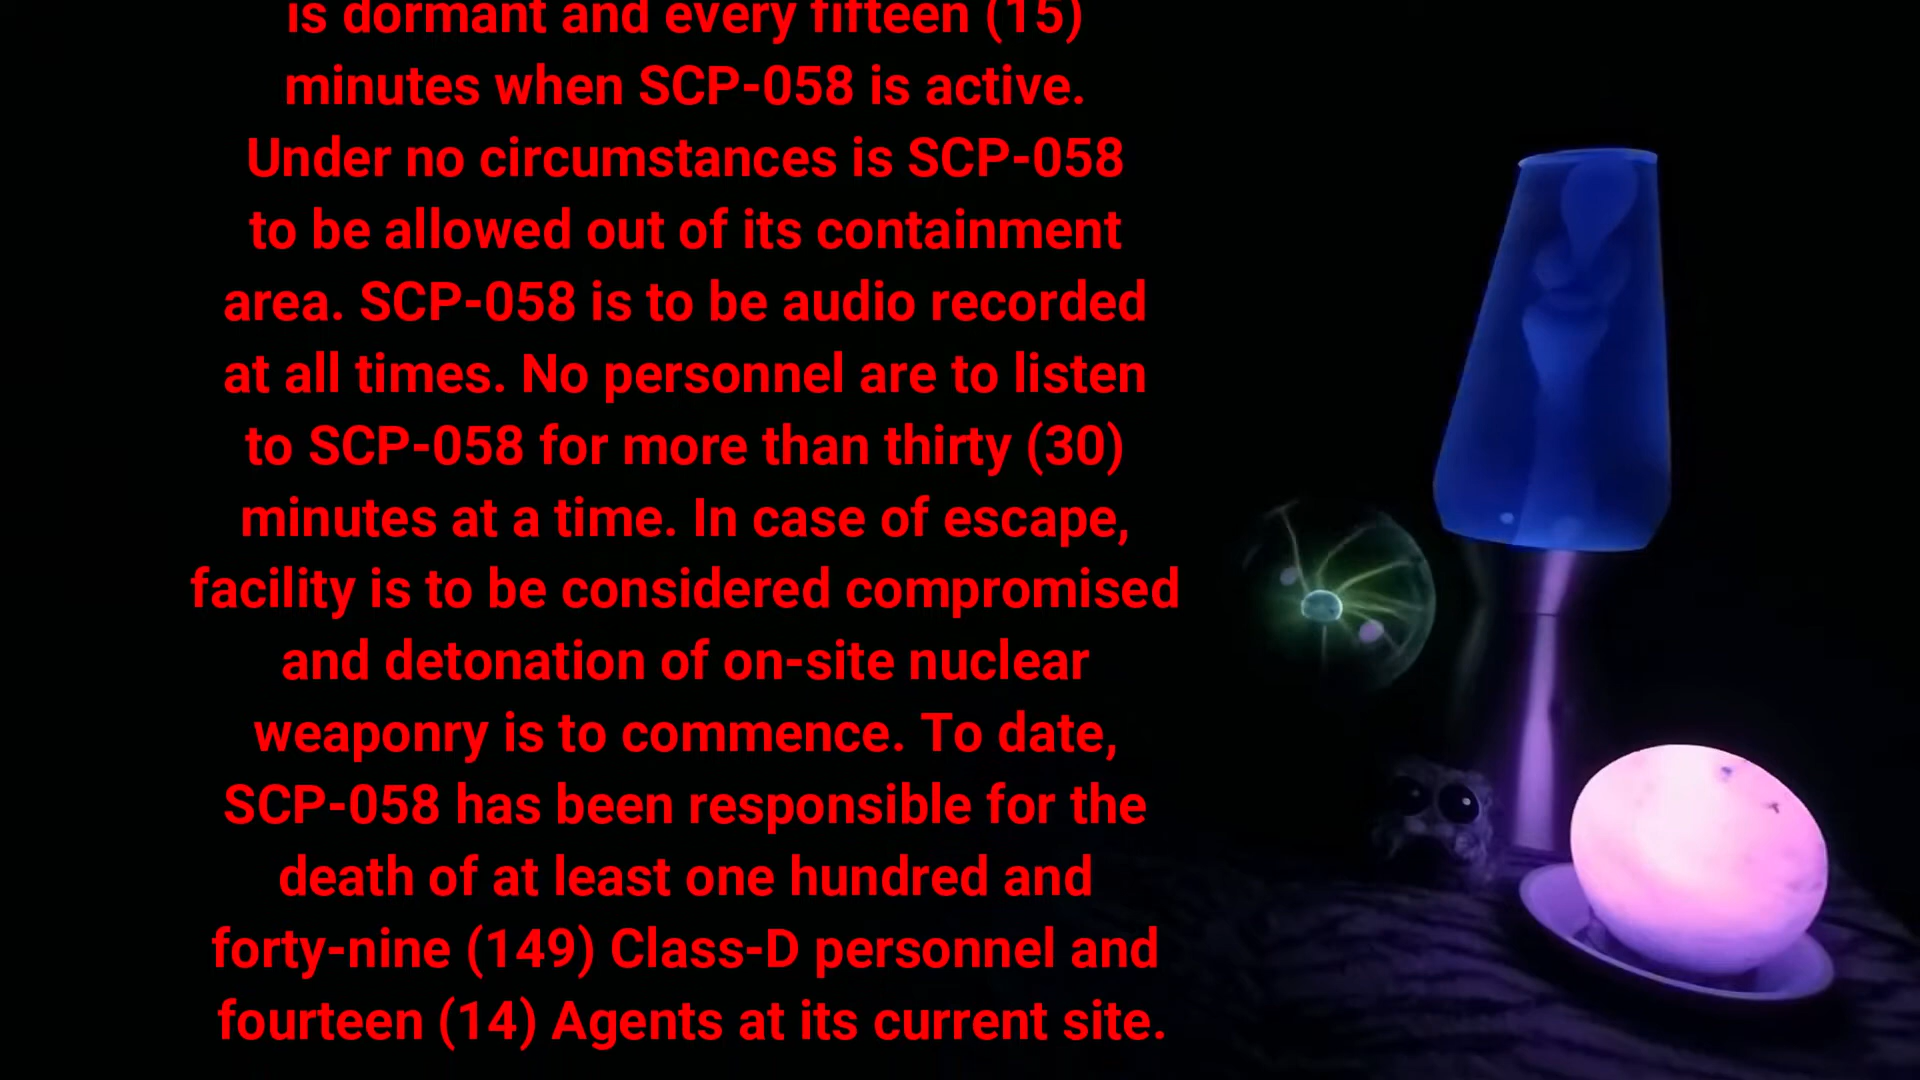 is dormant and every fifteen (15)
minutes when SCP-058 is active.
Under no circumstances is SCP-058
to be allowed out of its containment
area. SCP-058 is to be audio recorded
at all times. No personnel are to listen
to SCP-058 for more than thirty (30)
minutes at a time. In case of escape,
facility is to be considered compromised
and detonation of on-site nuclear
weaponry is to commence. To date,
SCP-058 has been responsible for the
death of at least one hundred and
forty-nine (149) Class-D personnel and
fourteen (14) Agents at its current site.